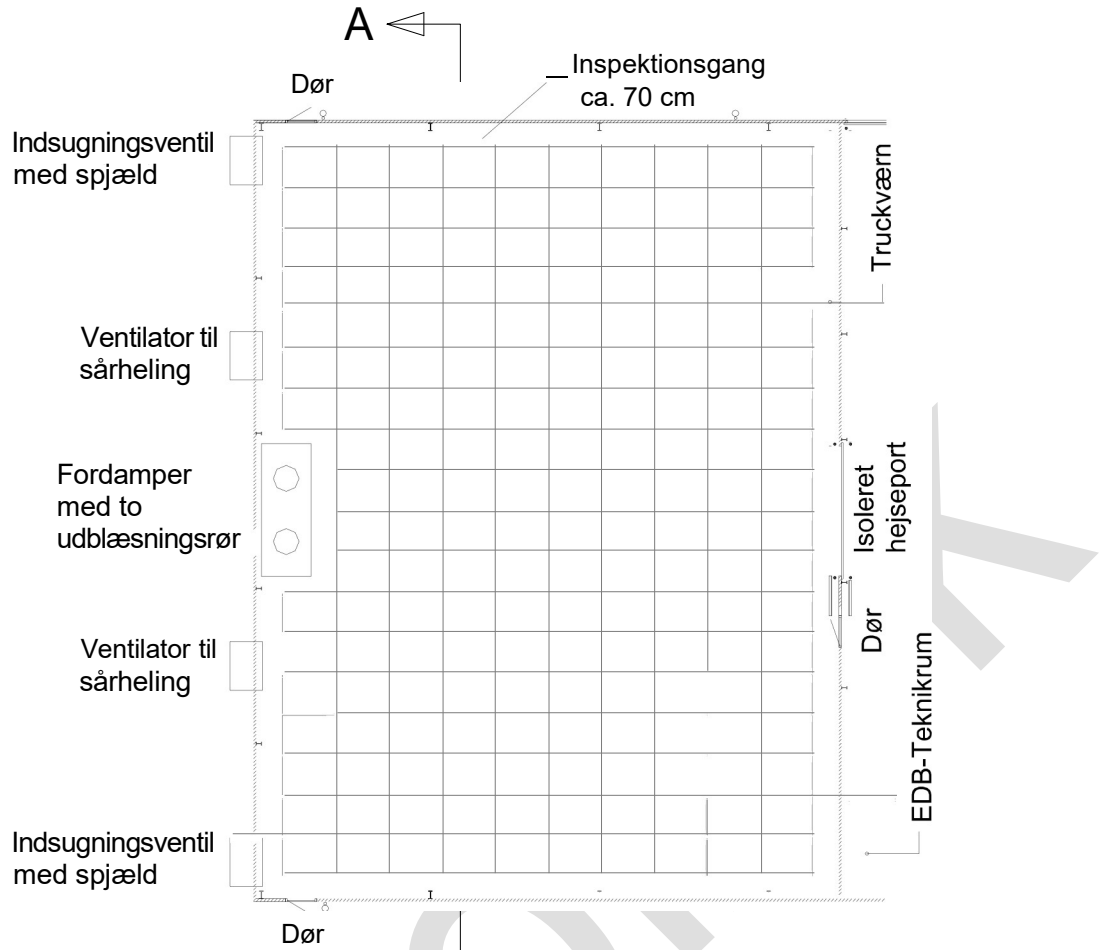 A
Inspektionsgang
ca. 70 cm
Dør
Indsugningsventil
med spjæld
Truckværn
Ventilator til
sårheling
Fordamper
med to
udblæsningsrør
Isoleret
hejseport
Dør
Ventilator til
sårheling
EDB-Teknikrum
Indsugningsventil
med spjæld
Dør